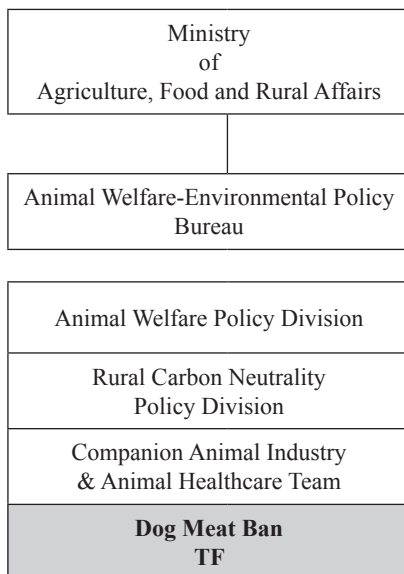 Ministry
of
Agriculture, Food and Rural Affairs
Animal Welfare-Environmental Policy
Bureau
Animal Welfare Policy Division
Rural Carbon Neutrality
Policy Division
Companion Animal Industry
& Animal Healthcare Team
Dog Meat Ban
TF